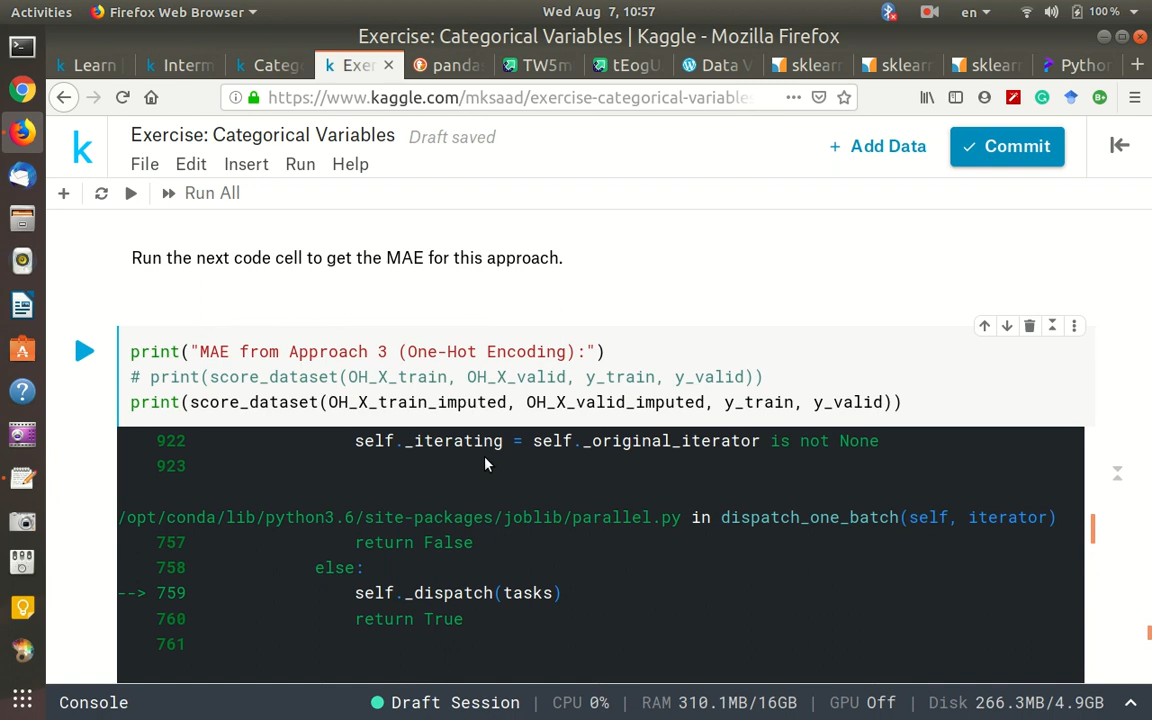 Activities Firefox Web Browser Wed Aug 7, 10:57 en 100 %
Exercise: Categorical Variables | Kaggle - Mozilla Firefox
k Learn k Interm k Categ k Exer panda TW5m tEogU Data V sklearn sklearn sklearn Python
https://www.kaggle.com/mksaad/exercise-categorical-variables
k Exercise: Categorical Variables Draft saved
File Edit Insert Run Help
+ Add Data Commit
Run All
Run the next code cell to get the MAE for this approach.
print("MAE from Approach 3 (One-Hot Encoding):")
# print(score_dataset(OH_X_train, OH_X_valid, y_train, y_valid))
print(score_dataset(OH_X_train_imputed, OH_X_valid_imputed, y_train, y_valid))
922 self._iterating = self._original_iterator is not None
923
/opt/conda/lib/python3.6/site-packages/joblib/parallel.py in dispatch_one_batch(self, iterator)
757 return False
758 else:
--> 759 self._dispatch(tasks)
760 return True
761
Console Draft Session | CPU 0% | RAM 310.1MB/16GB | GPU Off | Disk 266.3MB/4.9GB